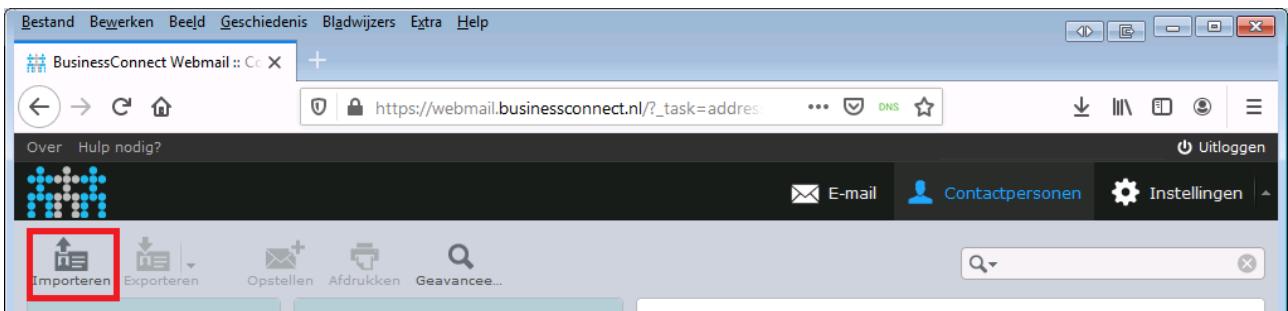 Bestand Bewerken Beeld Geschiedenis Bladwijzers Extra Help
BusinessConnect Webmail :: Co
https://webmail.businessconnect.nl/?_task=addres
DNS
Over Hulp nodig? Uitloggen
E-mail Contactpersonen Instellingen
Importeren Exporteren Opstellen Afdrukken Geavancee...